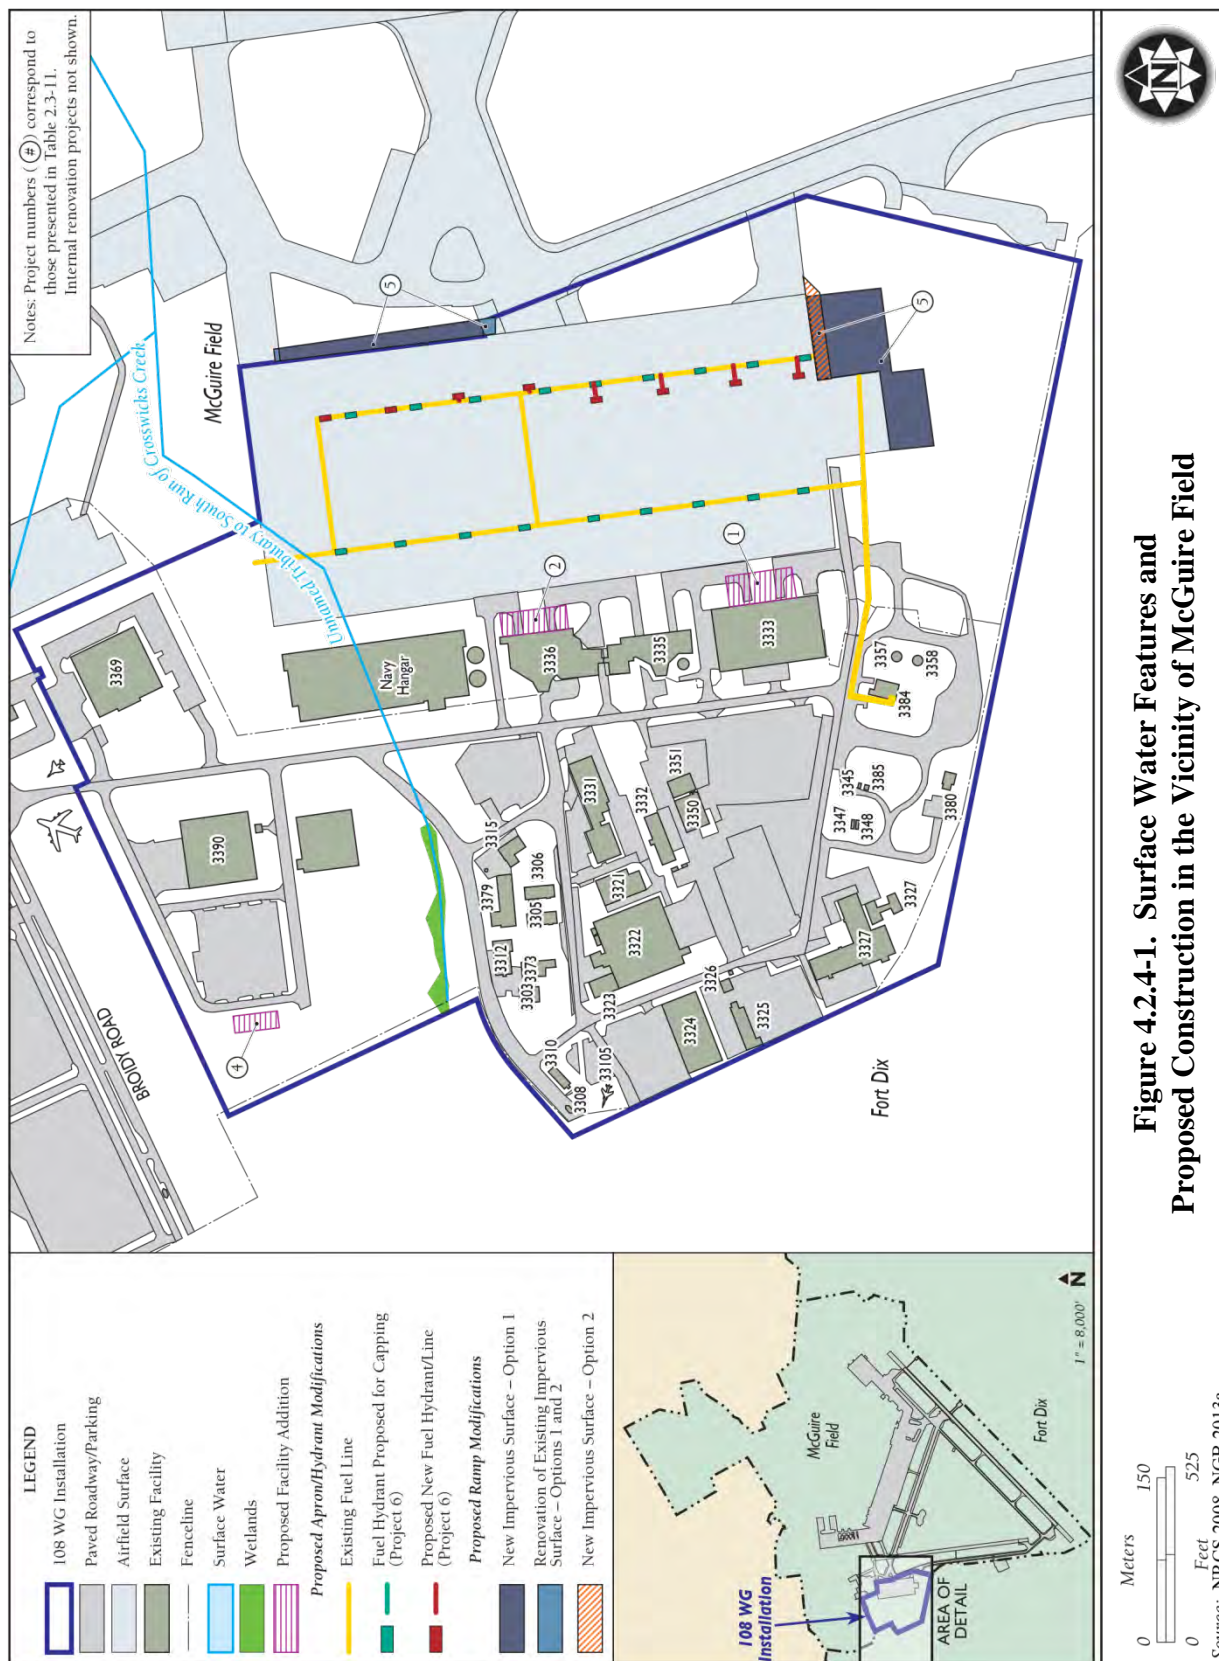 Notes: Project numbers (#) correspond to
those presented in Table 2.3-11.
Internal renovation projects not shown.
McGuire Field
Unnamed Tributary to South Run of Crosswicks Creek
BROIDY ROAD
Fort Dix
Navy
Hangar
3369
3390
3336
3335
3333
3357
3358
3384
3345
3385
3347
3348
3380
3315
3379
3306
3305
3312
3303
3373
3331
3332
3351
3350
3321
3322
3323
3326
3324
3325
3327
3327
3310
3308
33105
1
2
4
5
5
LEGEND
108 WG Installation
Paved Roadway/Parking
Airfield Surface
Existing Facility
Fenceline
Surface Water
Wetlands
Proposed Facility Addition
Proposed Apron/Hydrant Modifications
Existing Fuel Line
Fuel Hydrant Proposed for Capping
(Project 6)
Proposed New Fuel Hydrant/Line
(Project 6)
Proposed Ramp Modifications
New Impervious Surface – Option 1
Renovation of Existing Impervious
Surface – Options 1 and 2
New Impervious Surface – Option 2
108 WG
Installation
AREA OF
DETAIL
McGuire
Field
Fort Dix
N
1" = 8,000'
Meters
0 150
0 525
Feet
Source: NRCS 2008, NGB 2013a
Figure 4.2.4-1. Surface Water Features and
Proposed Construction in the Vicinity of McGuire Field
N